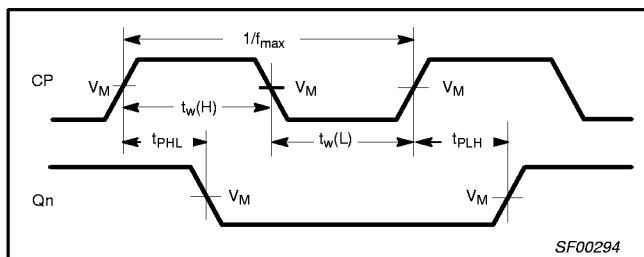 1/fmax
CP
VM
VM
VM
tw(H)
tPHL
tw(L)
tPLH
Qn
VM
VM
SF00294